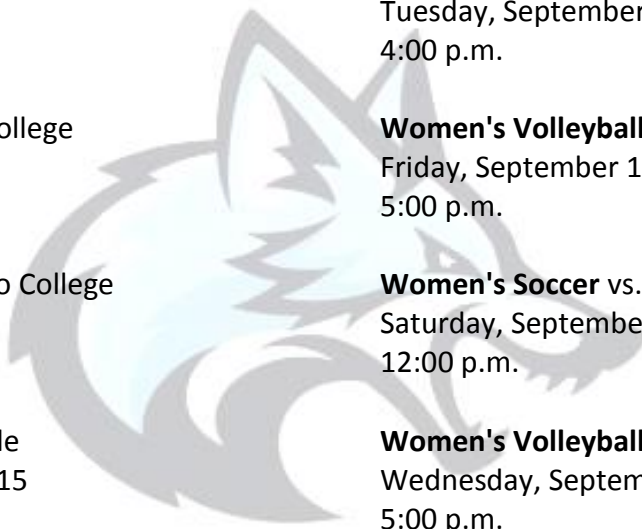 ollege
o College
le
15
Tuesday, September
4:00 p.m.
Women's Volleyball
Friday, September 1
5:00 p.m.
Women's Soccer vs.
Saturday, Septembe
12:00 p.m.
Women's Volleyball
Wednesday, Septem
5:00 p.m.